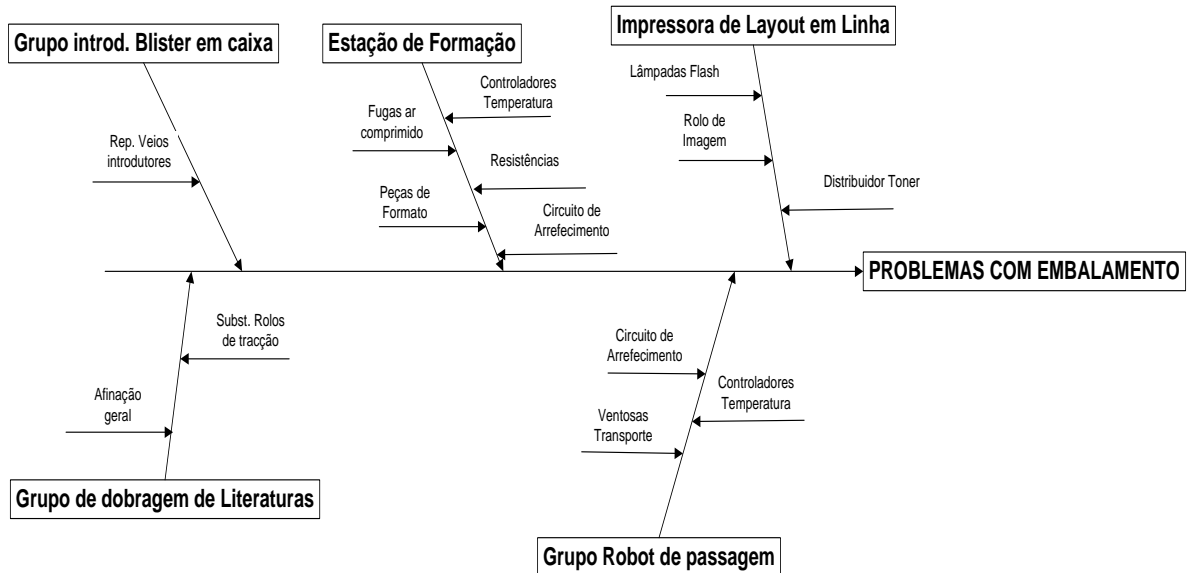 Grupo introd. Blister em caixa
Estação de Formação
Impressora de Layout em Linha
Rep. Veios
introdutores
Controladores
Temperatura
Fugas ar
comprimido
Resistências
Peças de
Formato
Circuito de
Arrefecimento
Lâmpadas Flash
Rolo de
Imagem
Distribuidor Toner
PROBLEMAS COM EMBALAMENTO
Subst. Rolos
de tracção
Afinação
geral
Grupo de dobragem de Literaturas
Circuito de
Arrefecimento
Controladores
Temperatura
Ventosas
Transporte
Grupo Robot de passagem